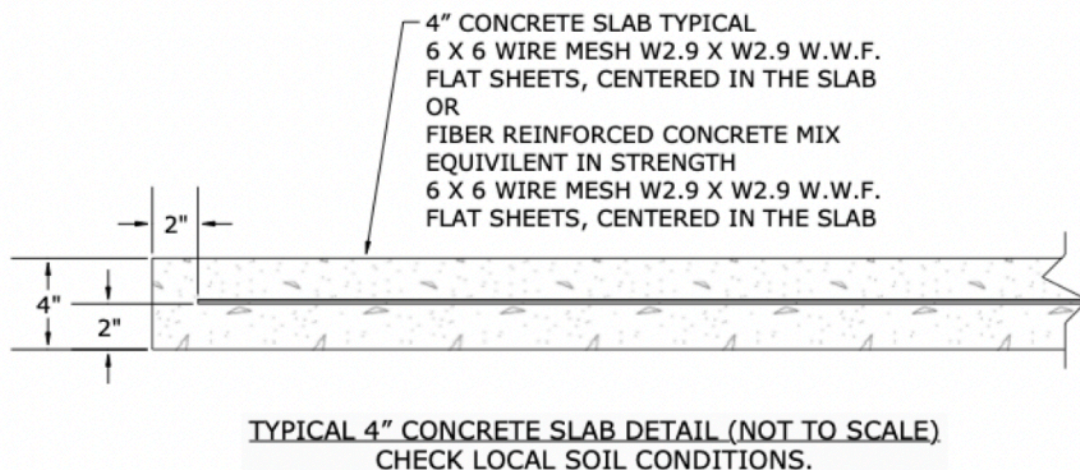 4” CONCRETE SLAB TYPICAL
6 X 6 WIRE MESH W2.9 X W2.9 W.W.F.
FLAT SHEETS, CENTERED IN THE SLAB
OR
FIBER REINFORCED CONCRETE MIX
EQUIVILENT IN STRENGTH
6 X 6 WIRE MESH W2.9 X W2.9 W.W.F.
FLAT SHEETS, CENTERED IN THE SLAB
2"
4"
2"
TYPICAL 4” CONCRETE SLAB DETAIL (NOT TO SCALE)
CHECK LOCAL SOIL CONDITIONS.